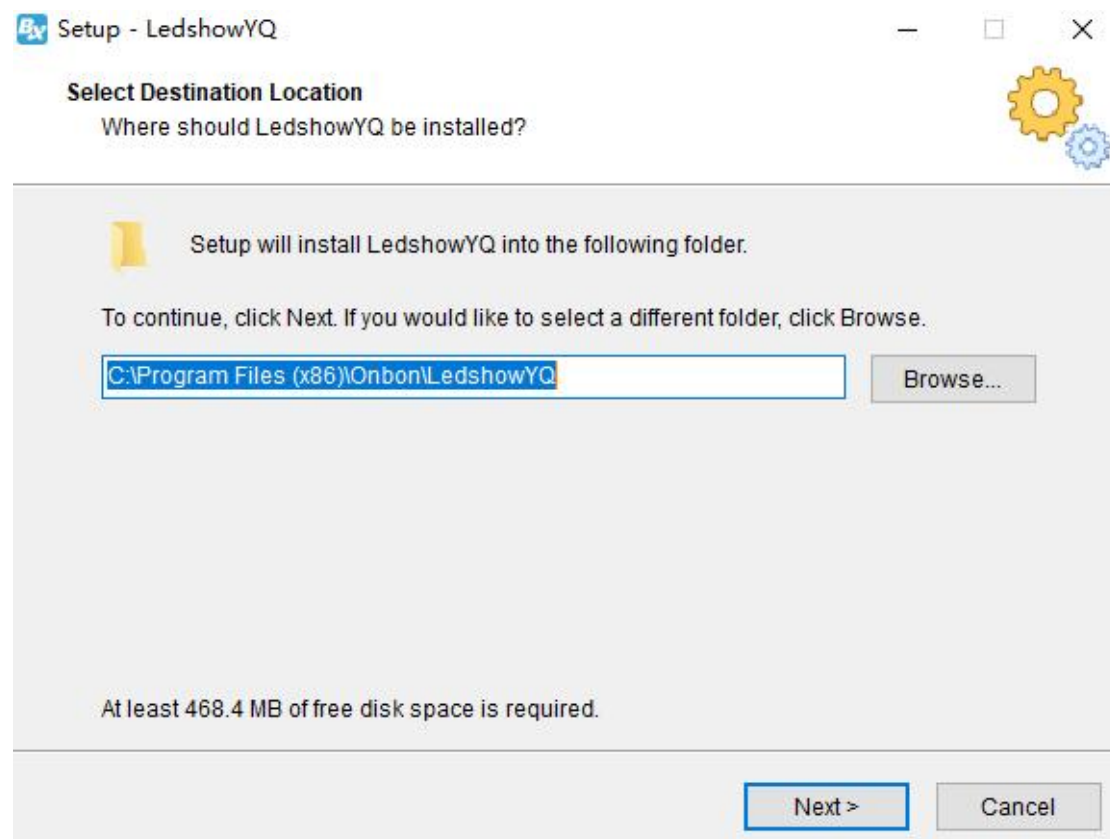 BX Setup - LedshowYQ
Select Destination Location
Where should LedshowYQ be installed?
Setup will install LedshowYQ into the following folder.
To continue, click Next. If you would like to select a different folder, click Browse.
C:\Program Files (x86)\Onbon\LedshowYQ
Browse...
At least 468.4 MB of free disk space is required.
Next >
Cancel